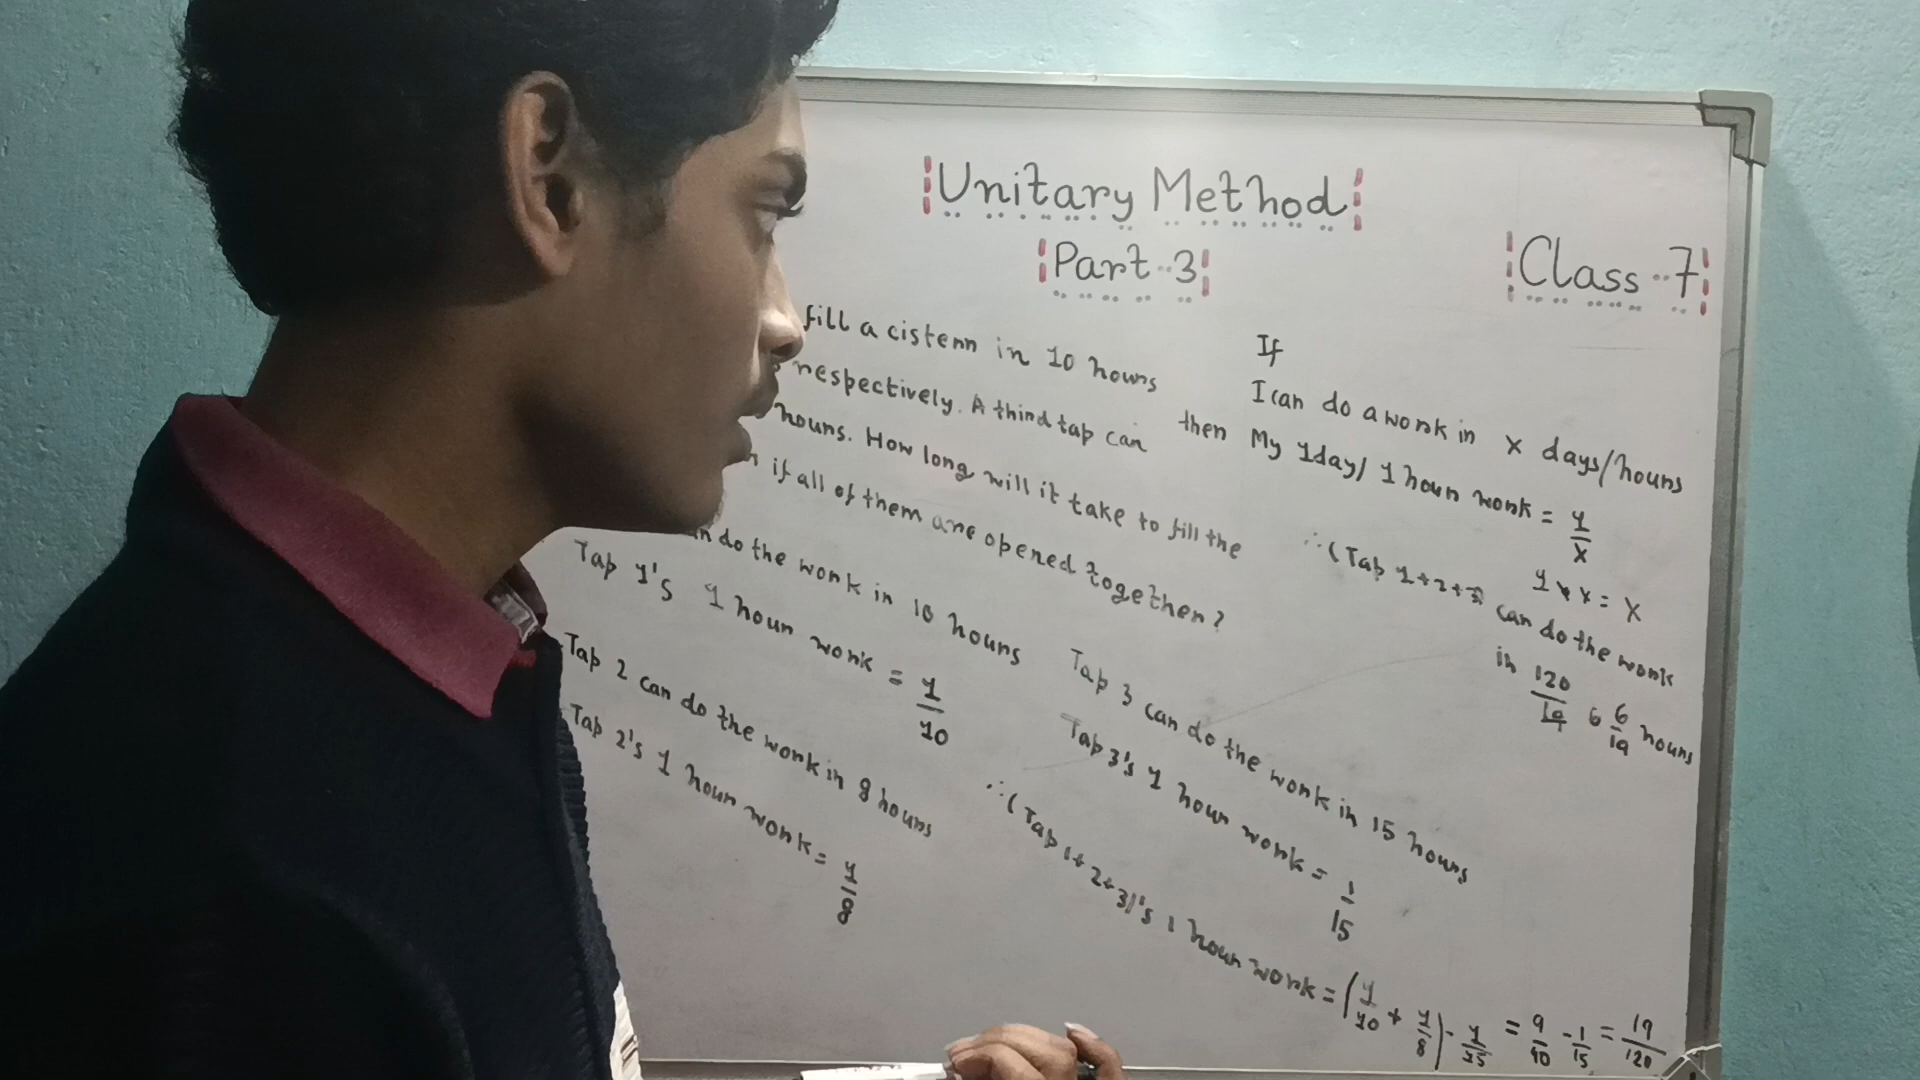 Unitary Method
Part-3
Class-7
fill a cistern in 10 hours
respectively. A third tap can
hours. How long will it take to fill the
if all of them are opened together?
do the work in 10 hours
Tap 1's 1 hour work = 1/10
Tap 2 can do the work in 8 hours
Tap 2's 1 hour work = 1/8
Tap 3 can do the work in 15 hours
Tap 3's 1 hour work = 1/15
∴ (Tap 1+2+3)'s 1 hour work = (1/10 + 1/8) - 1/15 = 9/40 - 1/15 = 19/120
If
I can do a work in x days/hours
then My 1day/ 1 hour work = 1/x
1 × x = x
∴ (Tap 1+2+3 can do the work
in 120/19 6 6/19 hours